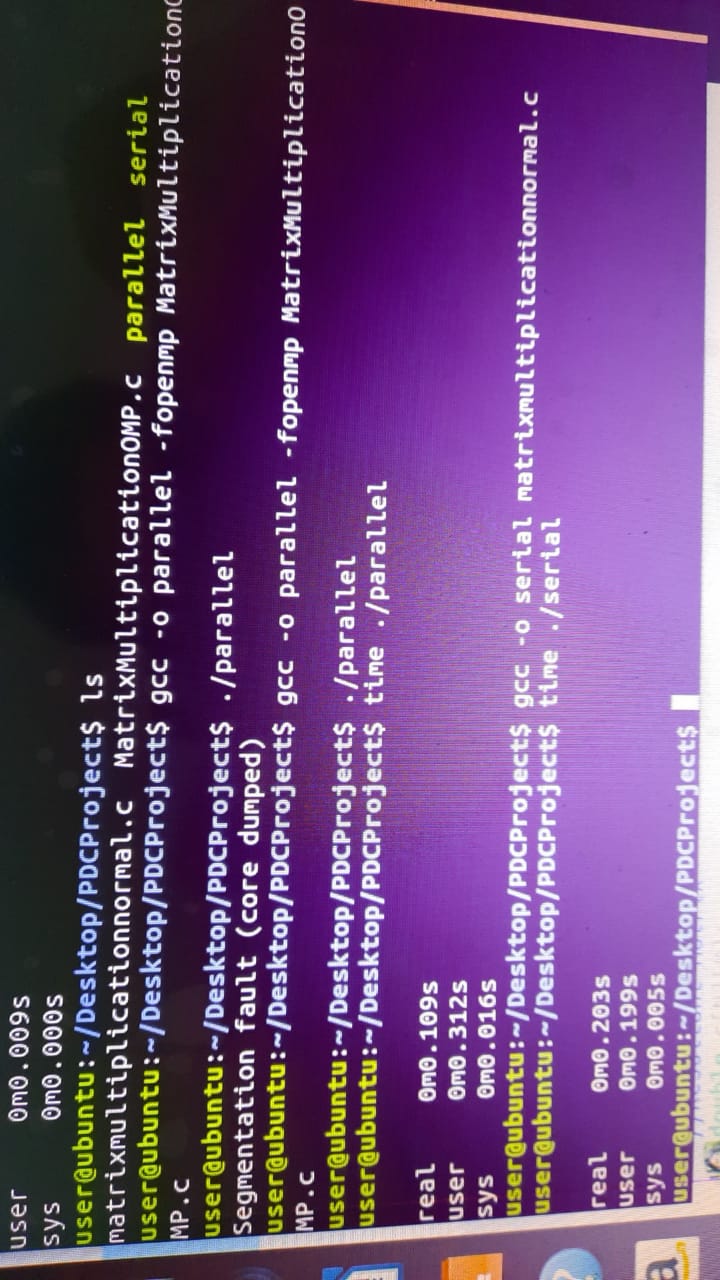 user 0m0.009s
sys 0m0.000s
user@ubuntu:~/Desktop/PDCProject$ ls
matrixmultiplicationnormal.c MatrixMultiplicationOMP.c parallel serial
user@ubuntu:~/Desktop/PDCProject$ gcc -o parallel -fopenmp MatrixMultiplicationO
MP.c
user@ubuntu:~/Desktop/PDCProject$ ./parallel
Segmentation fault (core dumped)
user@ubuntu:~/Desktop/PDCProject$ gcc -o parallel -fopenmp MatrixMultiplicationO
MP.c
user@ubuntu:~/Desktop/PDCProject$ ./parallel
user@ubuntu:~/Desktop/PDCProject$ time ./parallel
real 0m0.109s
user 0m0.312s
sys 0m0.016s
user@ubuntu:~/Desktop/PDCProject$ gcc -o serial matrixmultiplicationnormal.c
user@ubuntu:~/Desktop/PDCProject$ time ./serial
real 0m0.203s
user 0m0.199s
sys 0m0.005s
user@ubuntu:~/Desktop/PDCProject$
double